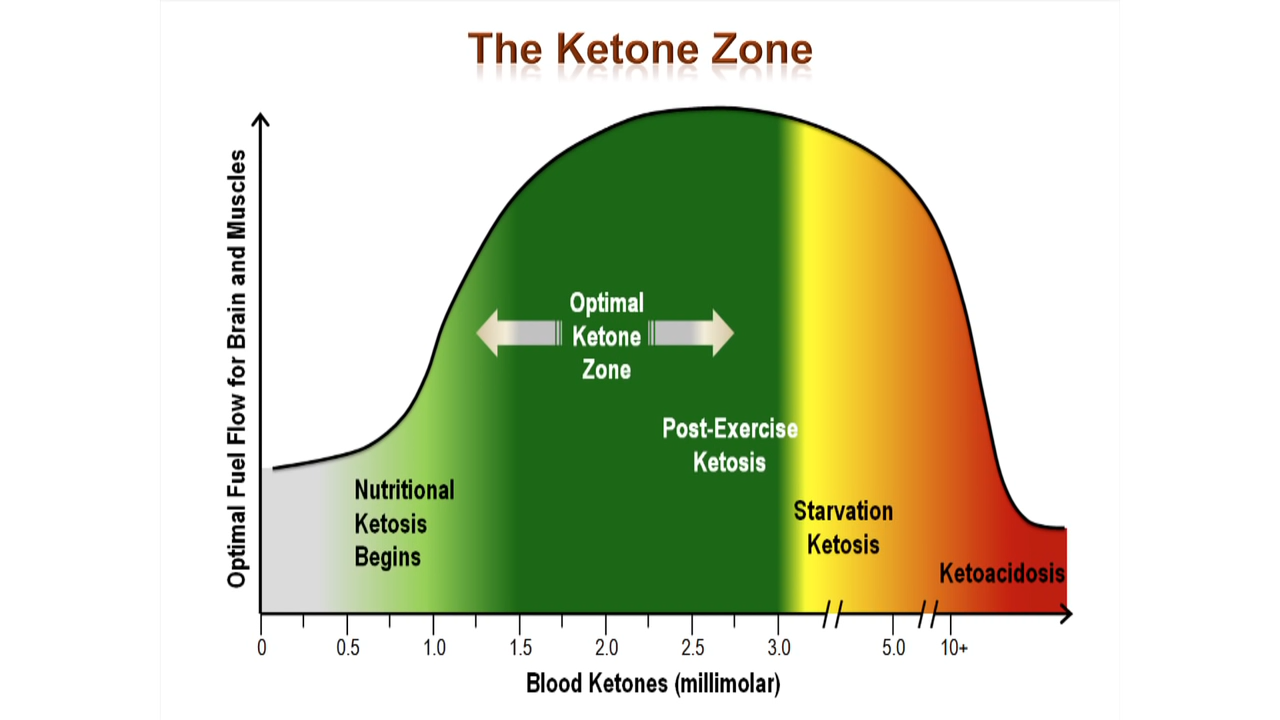 The Ketone Zone
Optimal Fuel Flow for Brain and Muscles
Optimal
Ketone
Zone
Post-Exercise
Ketosis
Nutritional
Ketosis
Begins
Starvation
Ketosis
Ketoacidosis
0 0.5 1.0 1.5 2.0 2.5 3.0 5.0 10+
Blood Ketones (millimolar)